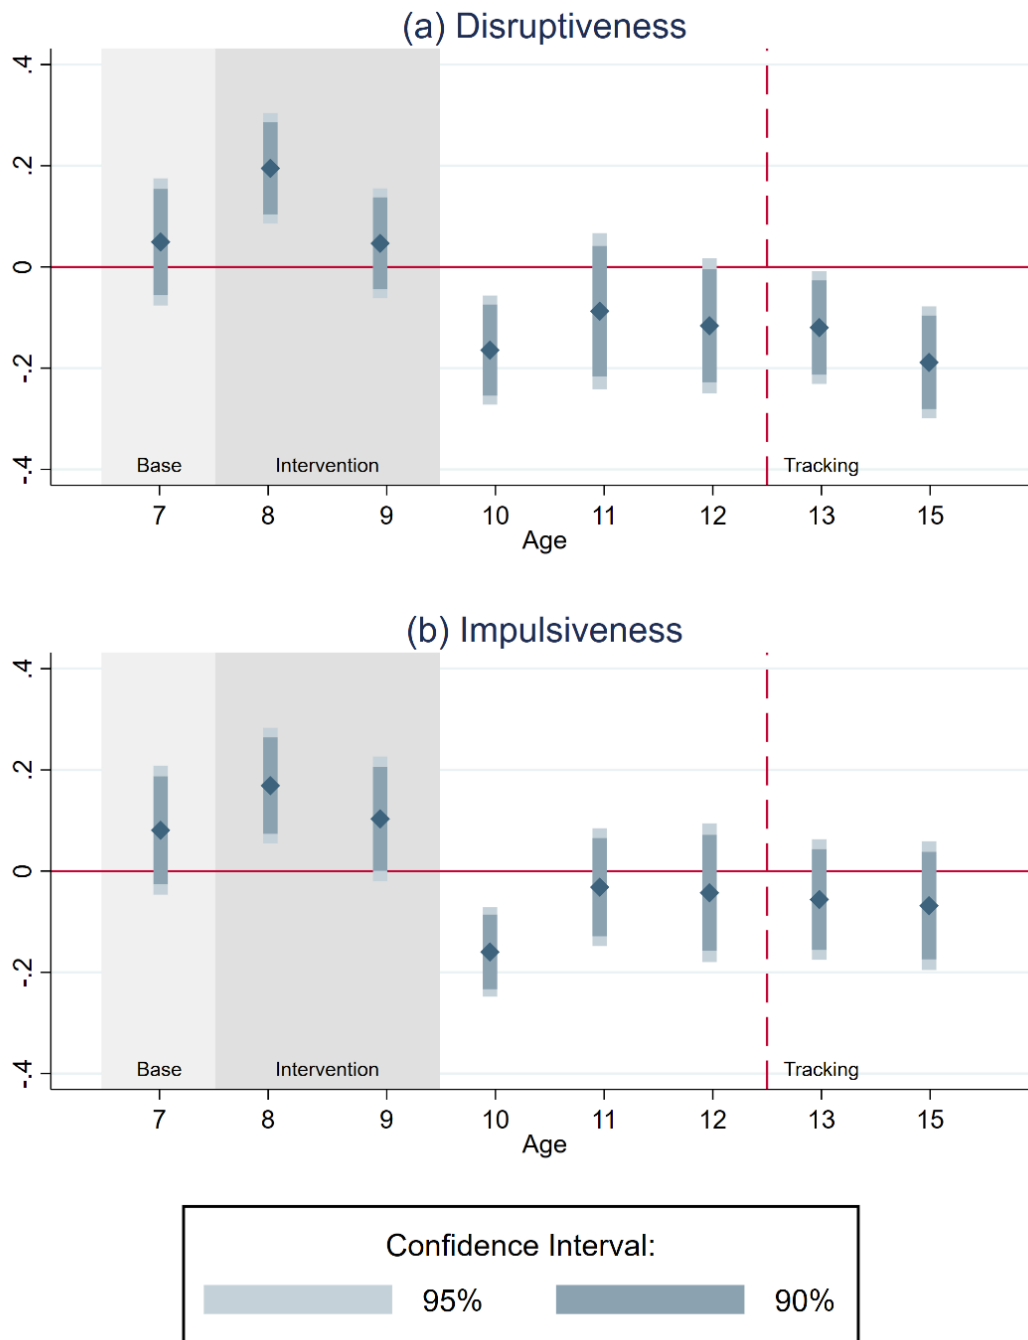 (a) Disruptiveness
.4
.2
0
-.2
-.4
Base Intervention Tracking
7 8 9 10 11 12 13 15
Age
(b) Impulsiveness
.4
.2
0
-.2
-.4
Base Intervention Tracking
7 8 9 10 11 12 13 15
Age
Confidence Interval:
95% 90%